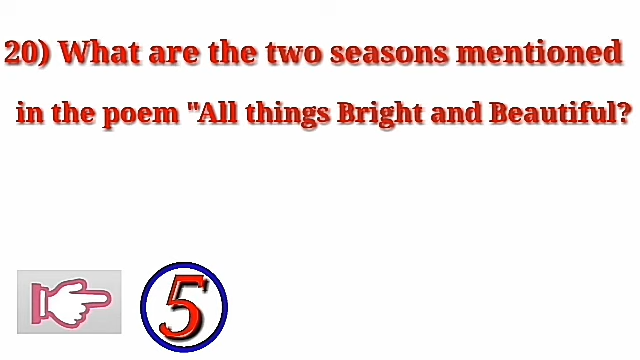 20) What are the two seasons mentioned
in the poem "All things Bright and Beautiful?
5